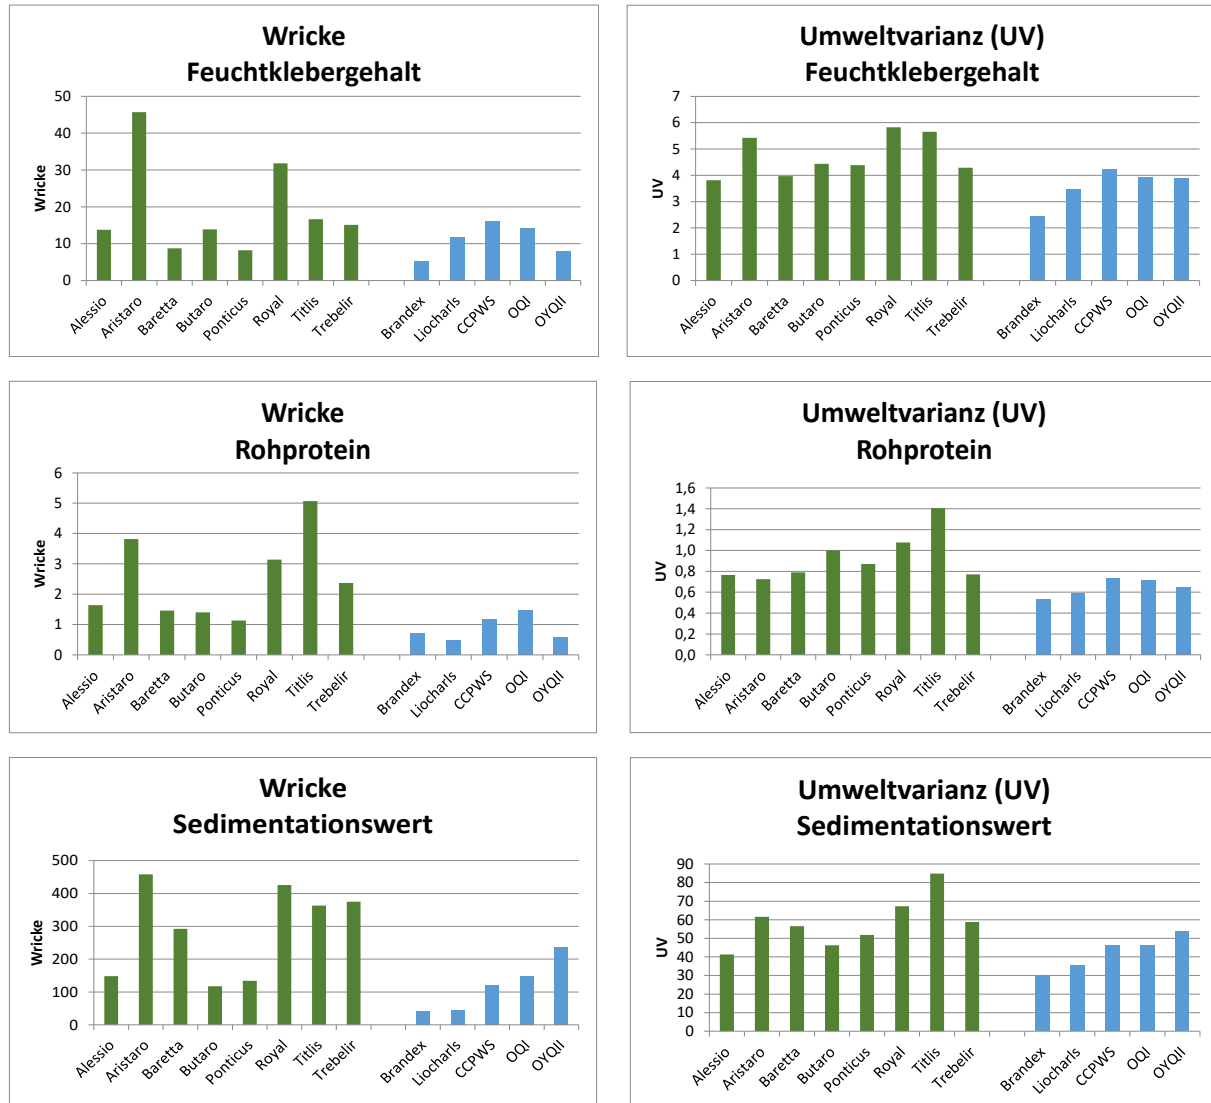 Wricke
Feuchtklebergehalt
50
40
30
20
10
0
Wricke
Alessio
Aristaro
Baretta
Butaro
Ponticus
Royal
Titlis
Trebelir
Brandex
Liocharls
CCPWS
OQI
OYQII
Umweltvarianz (UV)
Feuchtklebergehalt
7
6
5
4
3
2
1
0
UV
Alessio
Aristaro
Baretta
Butaro
Ponticus
Royal
Titlis
Trebelir
Brandex
Liocharls
CCPWS
OQI
OYQII
Wricke
Rohprotein
6
5
4
3
2
1
0
Wricke
Alessio
Aristaro
Baretta
Butaro
Ponticus
Royal
Titlis
Trebelir
Brandex
Liocharls
CCPWS
OQI
OYQII
Umweltvarianz (UV)
Rohprotein
1,6
1,4
1,2
1,0
0,8
0,6
0,4
0,2
0,0
UV
Alessio
Aristaro
Baretta
Butaro
Ponticus
Royal
Titlis
Trebelir
Brandex
Liocharls
CCPWS
OQI
OYQII
Wricke
Sedimentationswert
500
400
300
200
100
0
Wricke
Alessio
Aristaro
Baretta
Butaro
Ponticus
Royal
Titlis
Trebelir
Brandex
Liocharls
CCPWS
OQI
OYQII
Umweltvarianz (UV)
Sedimentationswert
90
80
70
60
50
40
30
20
10
0
UV
Alessio
Aristaro
Baretta
Butaro
Ponticus
Royal
Titlis
Trebelir
Brandex
Liocharls
CCPWS
OQI
OYQII